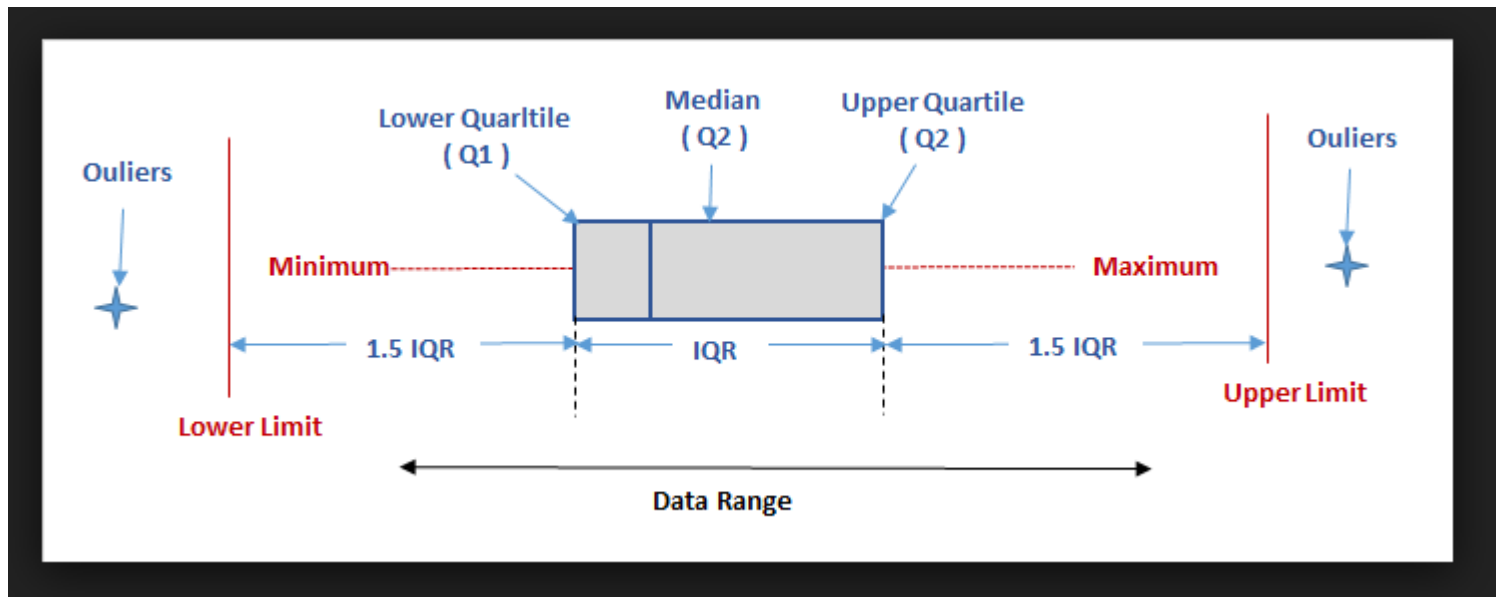 Median
Upper Quartile
Lower Quarltile
( Q2 )
( Q2 )
( Q1 )
Ouliers
Ouliers
Minimum
Maximum
1.5 IQR
IQR
1.5 IQR
Upper Limit
Lower Limit
Data Range